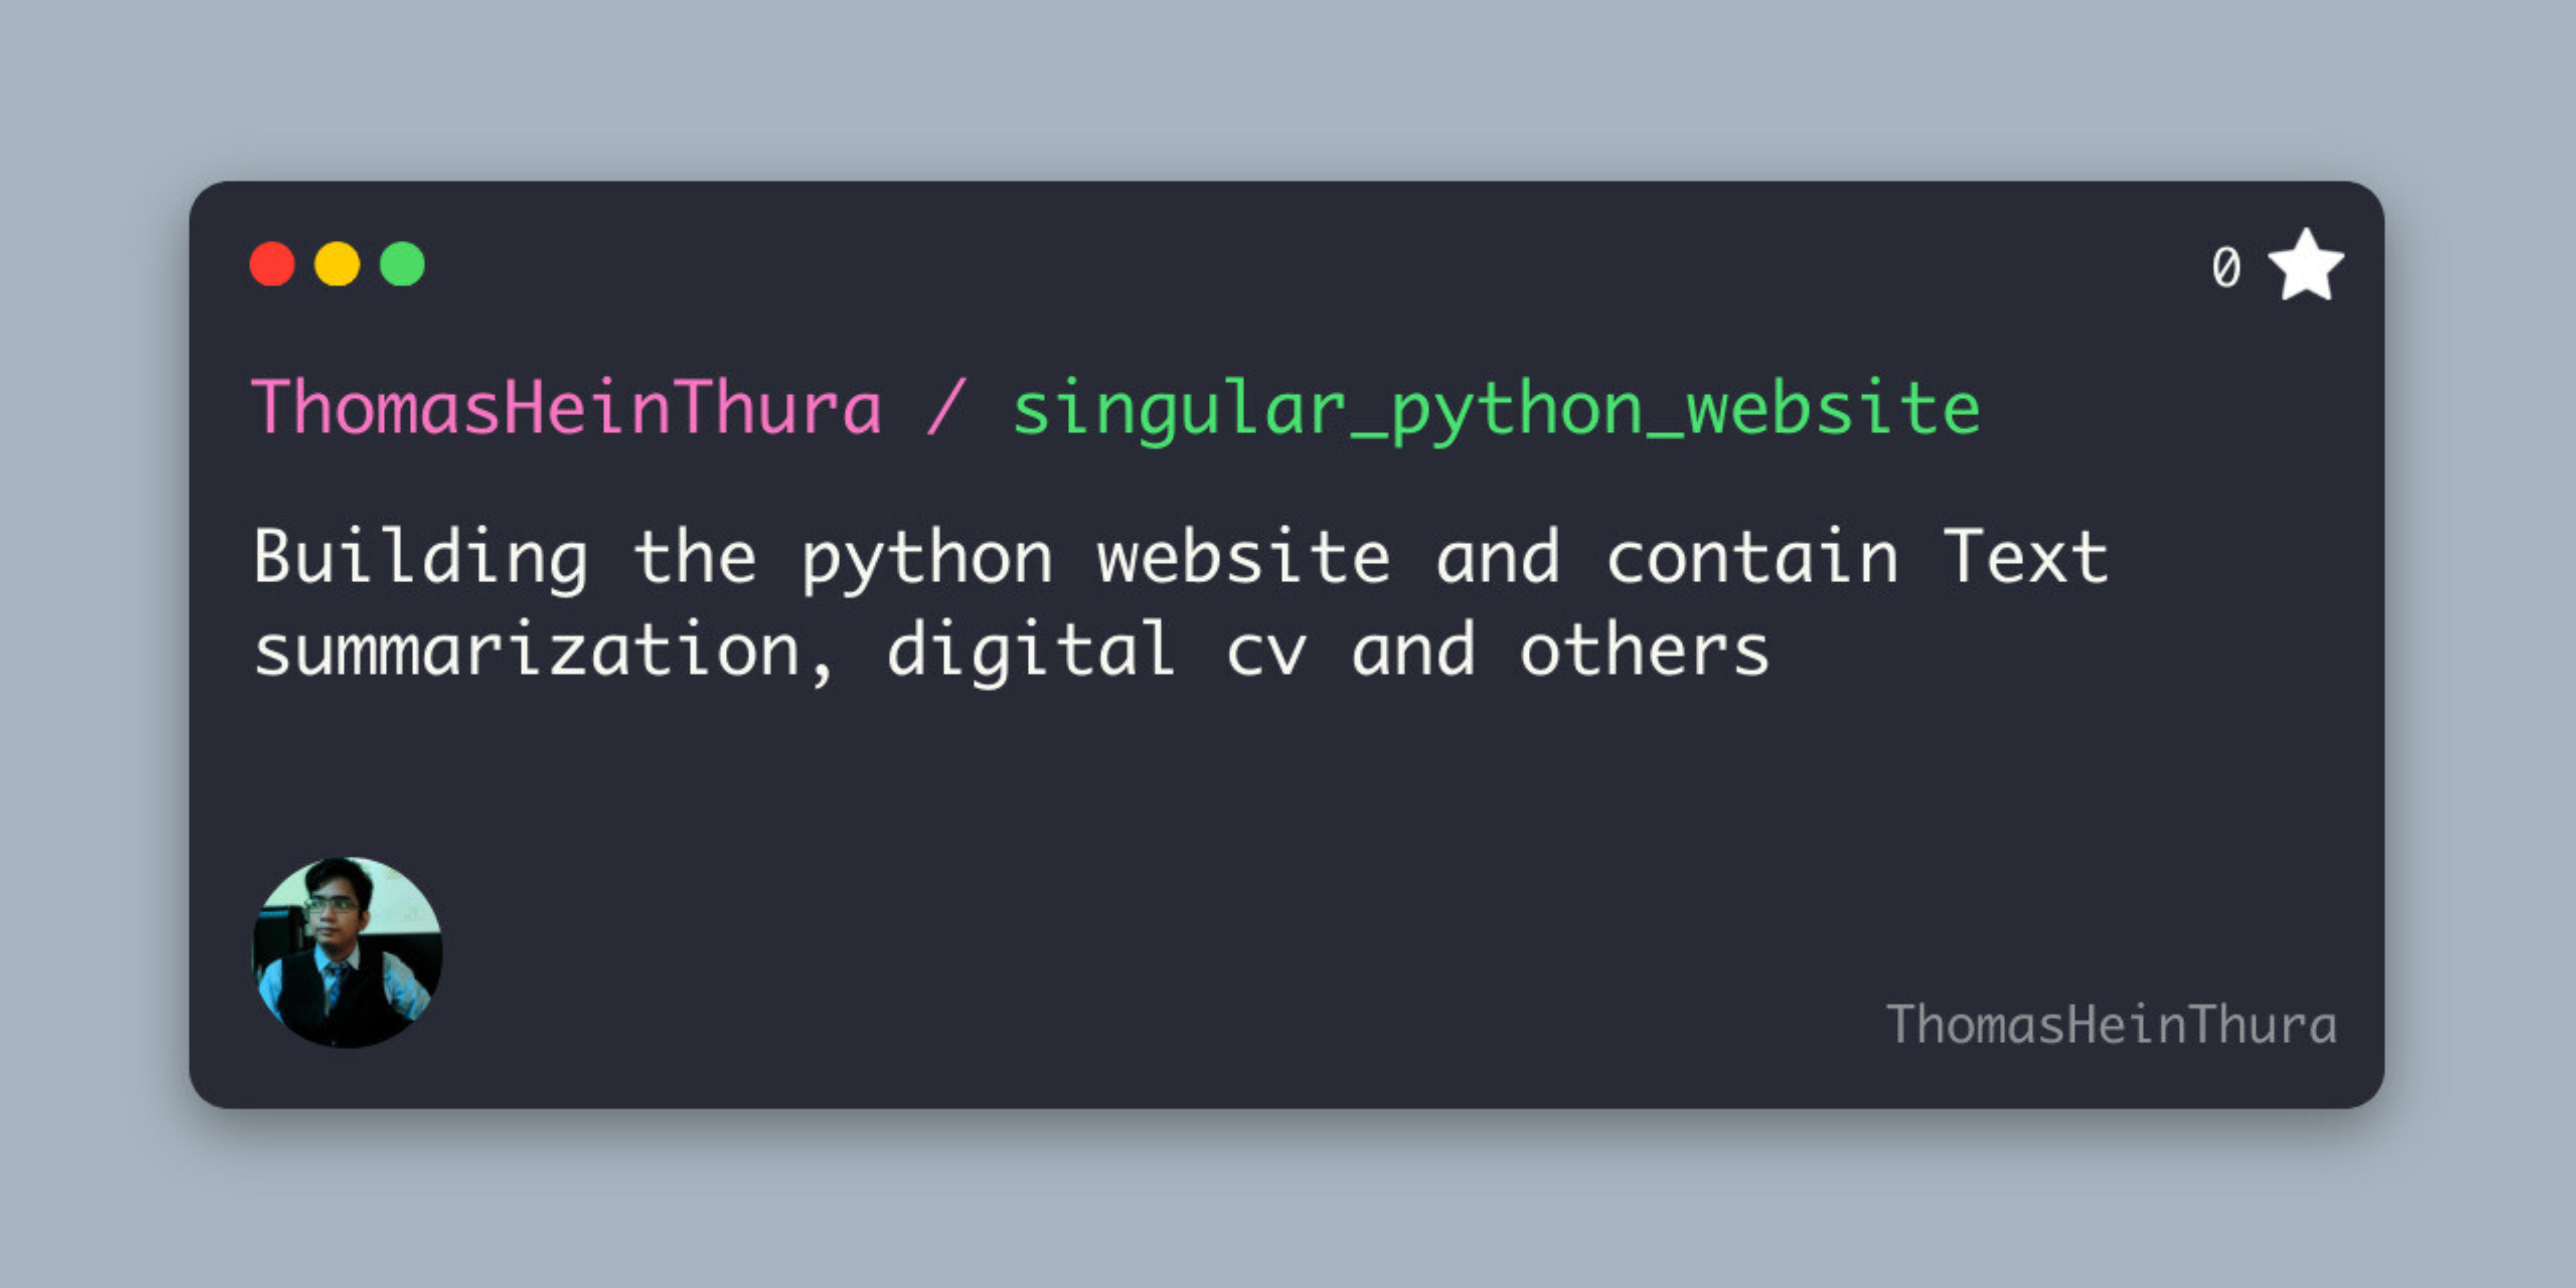 0
ThomasHeinThura / singular_python_website
Building the python website and contain Text
summarization, digital cv and others
ThomasHeinThura